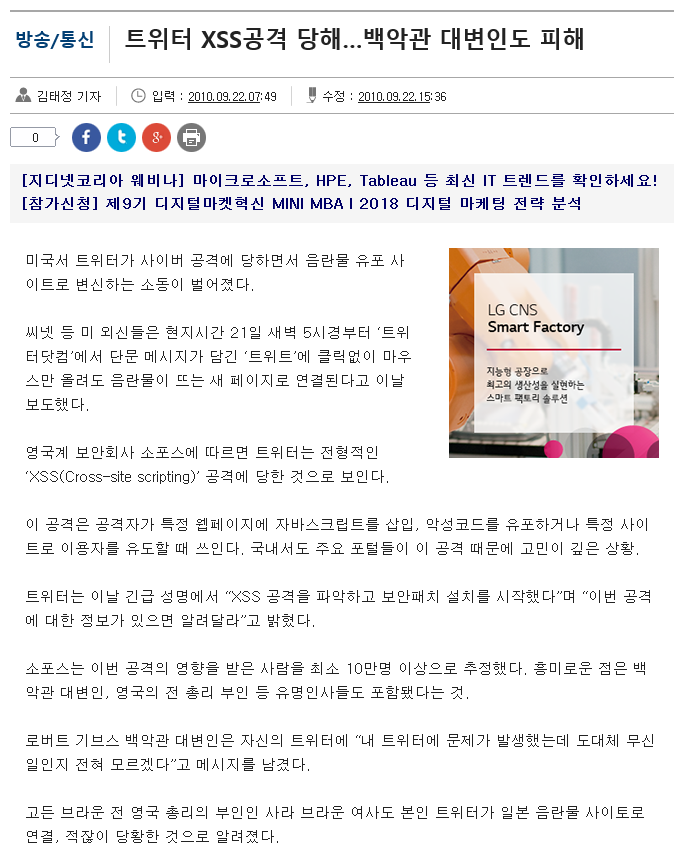 방송/통신
트위터 XSS공격 당해…백악관 대변인도 피해
김태정 기자
입력 : 2010.09.22.07:49
수정 : 2010.09.22.15:36
0
[지디넷코리아 웨비나] 마이크로소프트, HPE, Tableau 등 최신 IT 트렌드를 확인하세요!
[참가신청] 제9기 디지털마켓혁신 MINI MBA I 2018 디지털 마케팅 전략 분석
미국서 트위터가 사이버 공격에 당하면서 음란물 유포 사
이트로 변신하는 소동이 벌어졌다.
씨넷 등 미 외신들은 현지시간 21일 새벽 5시경부터 ‘트위
터닷컴’에서 단문 메시지가 담긴 ‘트위트’에 클릭없이 마우
스만 올려도 음란물이 뜨는 새 페이지로 연결된다고 이날
보도했다.
영국계 보안회사 소포스에 따르면 트위터는 전형적인
‘XSS(Cross-site scripting)’ 공격에 당한 것으로 보인다.
LG CNS
Smart Factory
지능형 공장으로
최고의 생산성을 실현하는
스마트 팩토리 솔루션
이 공격은 공격자가 특정 웹페이지에 자바스크립트를 삽입, 악성코드를 유포하거나 특정 사이
트로 이용자를 유도할 때 쓰인다. 국내서도 주요 포털들이 이 공격 때문에 고민이 깊은 상황.
트위터는 이날 긴급 성명에서 “XSS 공격을 파악하고 보안패치 설치를 시작했다”며 “이번 공격
에 대한 정보가 있으면 알려달라”고 밝혔다.
소포스는 이번 공격의 영향을 받은 사람을 최소 10만명 이상으로 추정했다. 흥미로운 점은 백
악관 대변인, 영국의 전 총리 부인 등 유명인사들도 포함됐다는 것.
로버트 기브스 백악관 대변인은 자신의 트위터에 “내 트위터에 문제가 발생했는데 도대체 무신
일인지 전혀 모르겠다”고 메시지를 남겼다.
고든 브라운 전 영국 총리의 부인인 사라 브라운 여사도 본인 트위터가 일본 음란물 사이토로
연결, 적잖이 당황한 것으로 알려졌다.